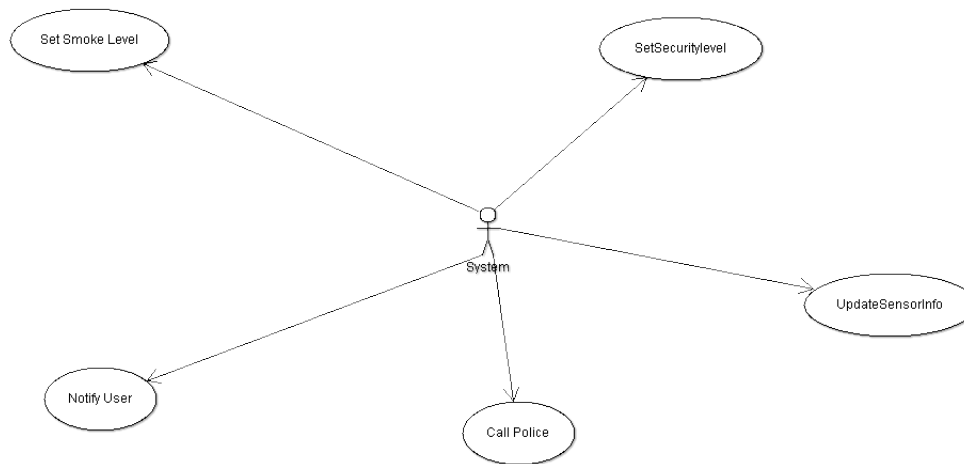 Set Smoke Level
SetSecuritylevel
System
UpdateSensorInfo
Notify User
Call Police